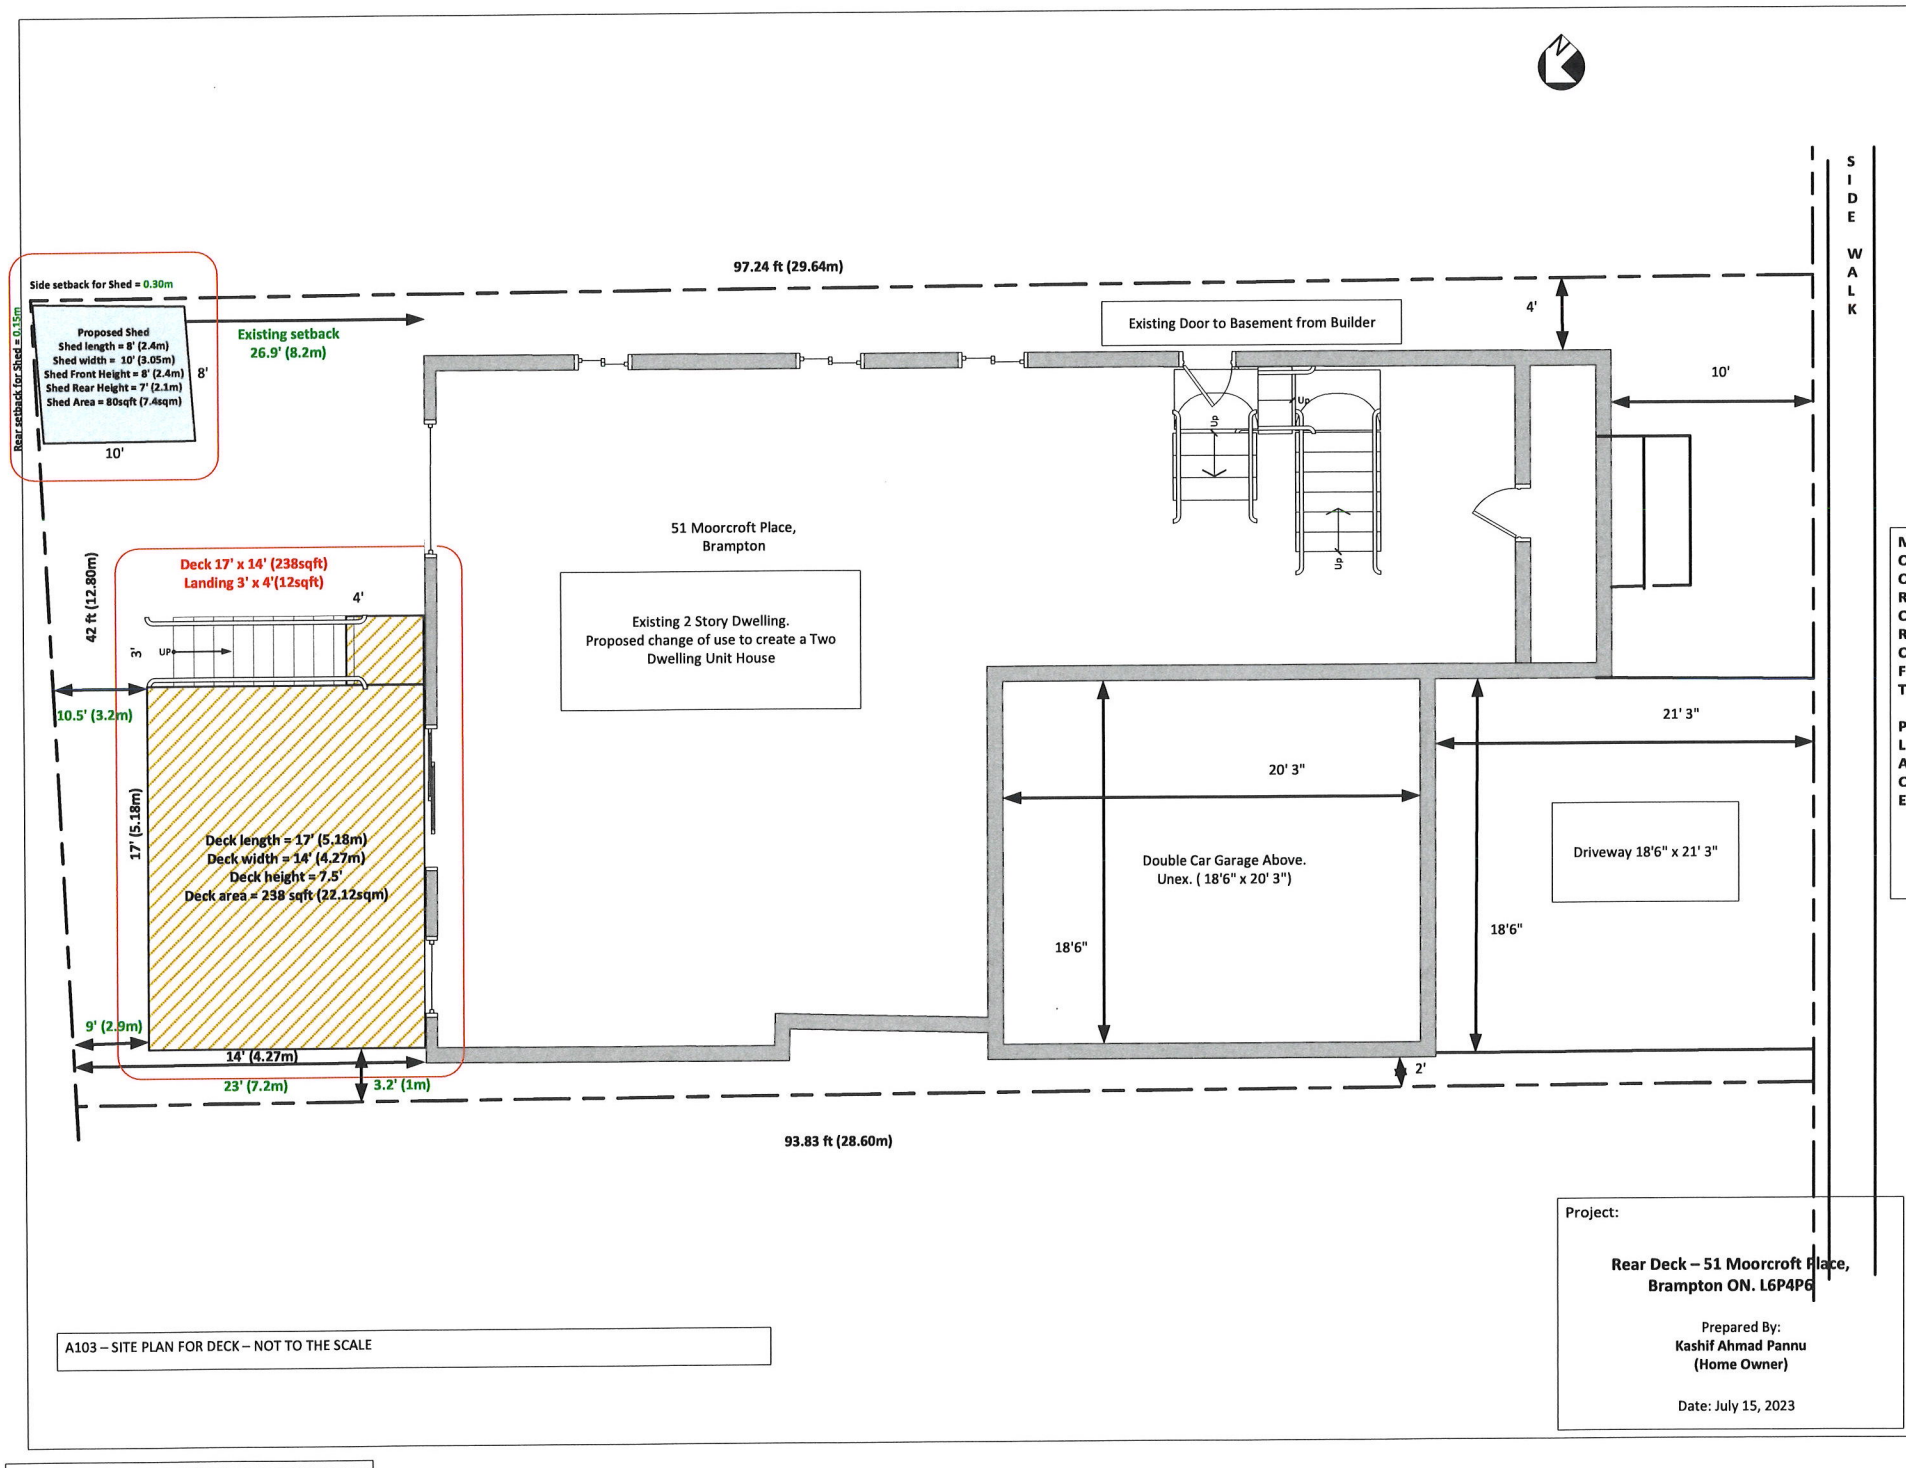 N
SIDE WALK
97.24 ft (29.64m)
Side setback for Shed = 0.30m
Rear setback for Shed = 0.15m
Proposed Shed
Shed length = 8' (2.4m)
Shed width = 10' (3.05m)
Shed Front Height = 8' (2.4m)
Shed Rear Height = 7' (2.1m)
Shed Area = 80sqft (7.4sqm)
8'
10'
Existing setback
26.9' (8.2m)
Existing Door to Basement from Builder
4'
10'
Up
Up
Up
51 Moorcroft Place,
Brampton
Existing 2 Story Dwelling.
Proposed change of use to create a Two
Dwelling Unit House
42 ft (12.80m)
Deck 17' x 14' (238sqft)
Landing 3' x 4'(12sqft)
4'
3'
UP
10.5' (3.2m)
17' (5.18m)
Deck length = 17' (5.18m)
Deck width = 14' (4.27m)
Deck height = 7.5'
Deck area = 238 sqft (22.12sqm)
9' (2.9m)
14' (4.27m)
23' (7.2m)
3.2' (1m)
20' 3"
Double Car Garage Above.
Unex. ( 18'6" x 20' 3")
18'6"
21' 3"
Driveway 18'6" x 21' 3"
18'6"
2'
MOORCROFT PLACE
93.83 ft (28.60m)
A103 – SITE PLAN FOR DECK – NOT TO THE SCALE
Project:
Rear Deck – 51 Moorcroft Place,
Brampton ON. L6P4P6
Prepared By:
Kashif Ahmad Pannu
(Home Owner)
Date: July 15, 2023